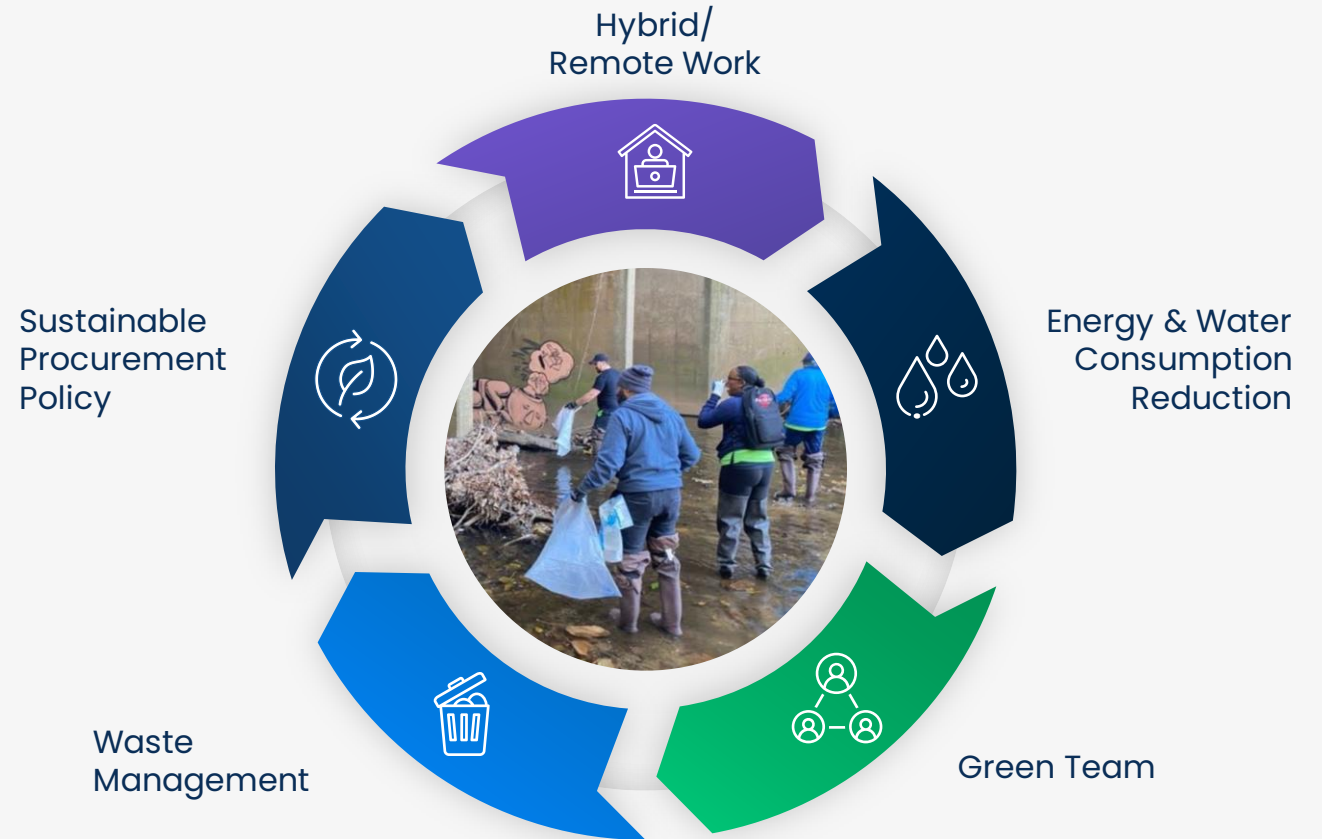 Hybrid/
Remote Work
Sustainable
Procurement
Policy
Energy & Water
Consumption
Reduction
Waste
Management
Green Team